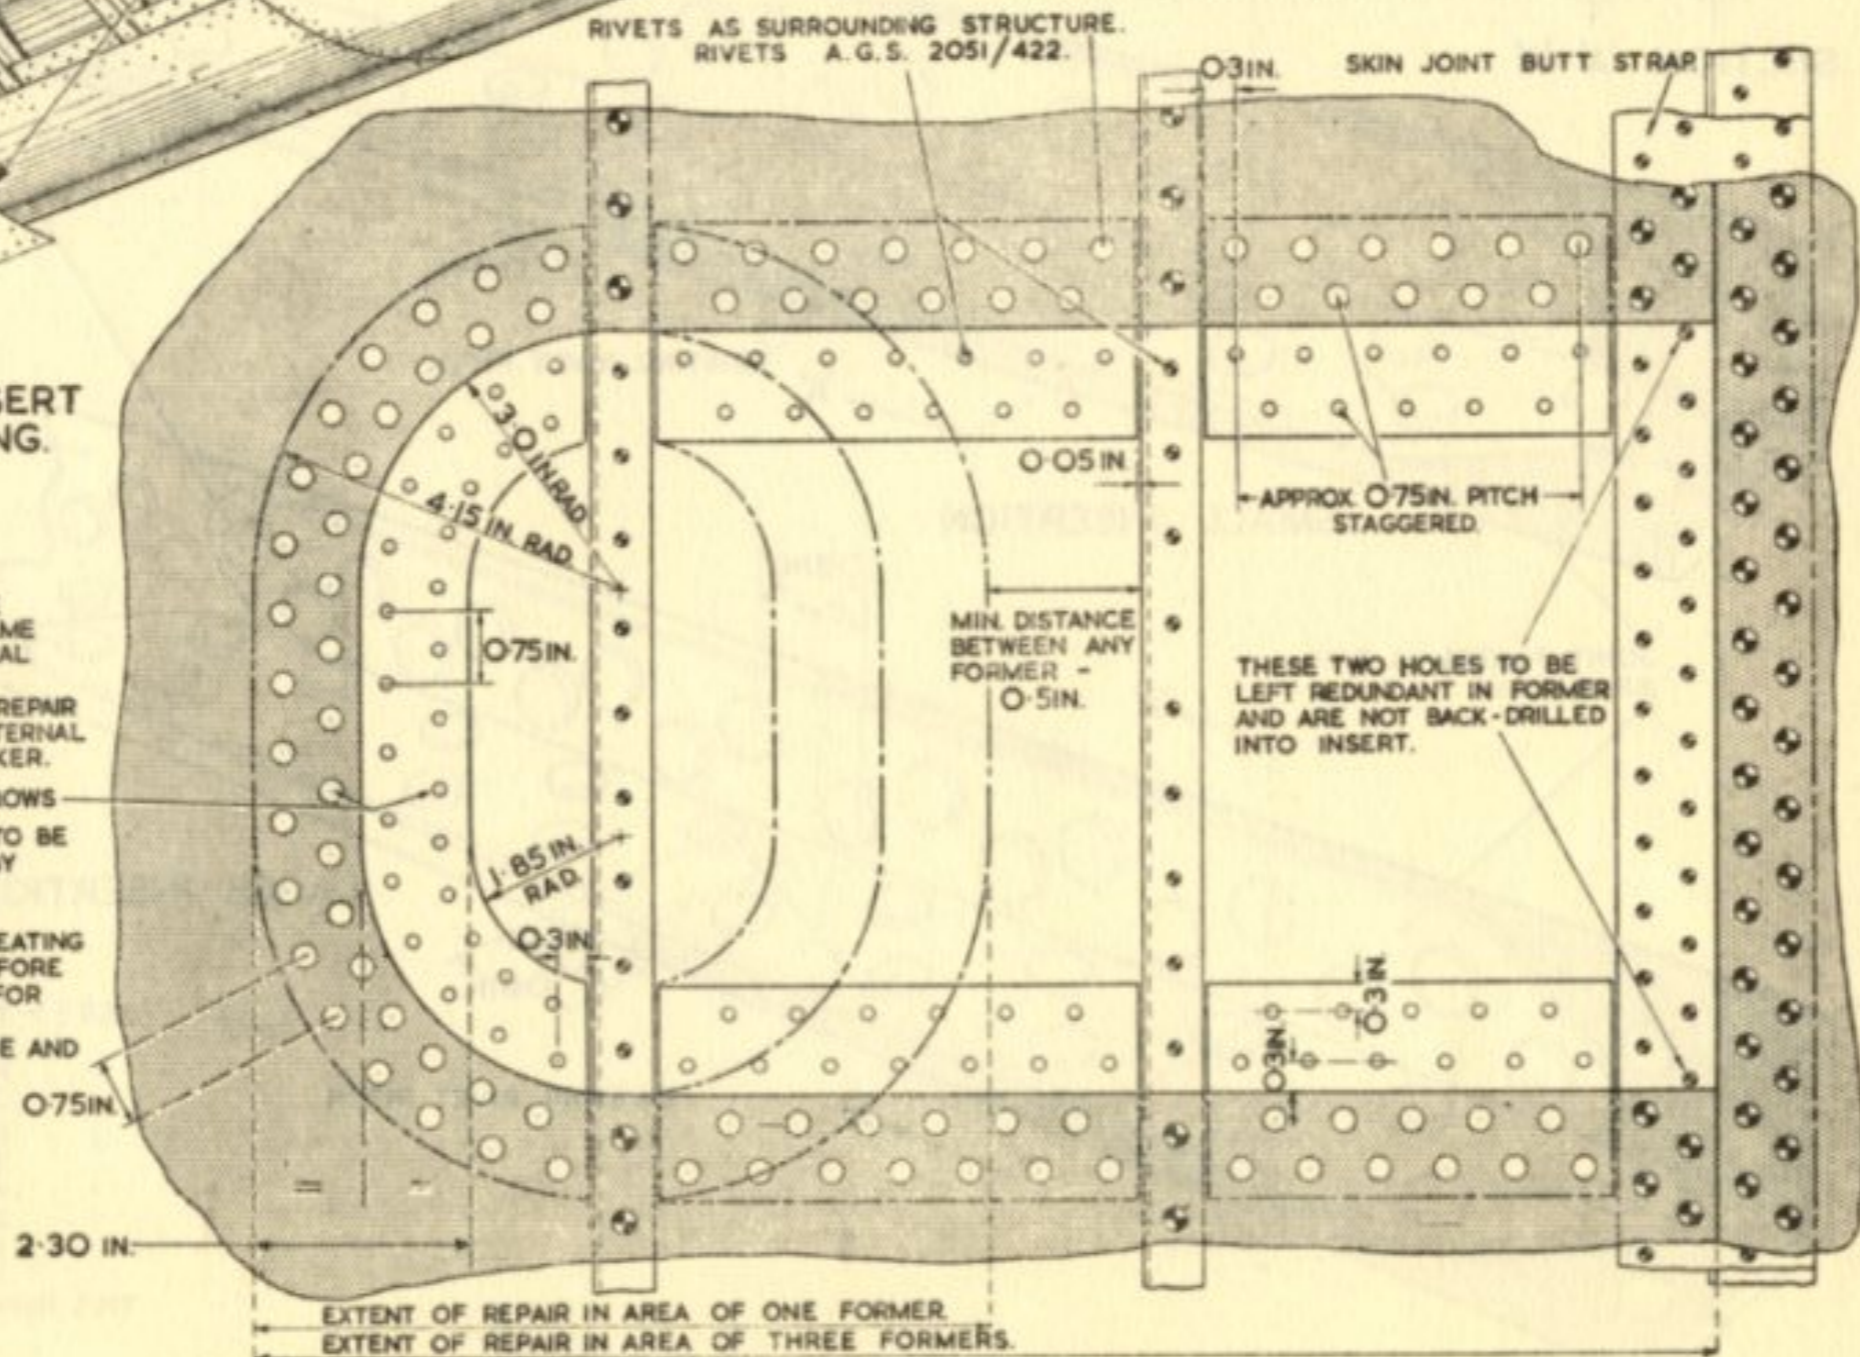 RIVETS AS SURROUNDING STRUCTURE.
RIVETS A.G.S. 2051/422.
0·3IN.
SKIN JOINT BUTT STRAP.
SERT
NG.
3·0 IN. RAD.
4·15 IN. RAD.
0·05 IN.
APPROX. 0·75IN. PITCH
STAGGERED.
ME
AL
0·75IN.
MIN. DISTANCE
BETWEEN ANY
FORMER -
0·5IN.
THESE TWO HOLES TO BE
LEFT REDUNDANT IN FORMER
AND ARE NOT BACK-DRILLED
INTO INSERT.
REPAIR
TERNAL
KER.
OWS
TO BE
BY
1·85 IN.
RAD.
0·3IN.
EATING
FORE
FOR
E AND
0·3IN.
0·3IN.
0·75IN.
2·30 IN.
EXTENT OF REPAIR IN AREA OF ONE FORMER.
EXTENT OF REPAIR IN AREA OF THREE FORMERS.